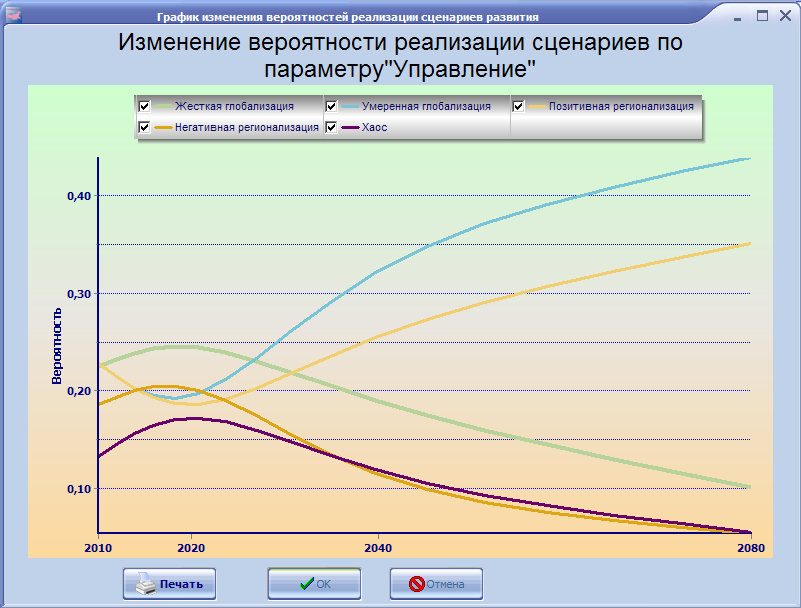 График изменения вероятностей реализации сценариев развития
Изменение вероятности реализации сценариев по
параметру"Управление"
Жесткая глобализация Умеренная глобализация Позитивная регионализация
Негативная регионализация Хаос
0,40
0,30
Вероятность
0,20
0,10
2010 2020 2040 2080
Печать OK Отмена